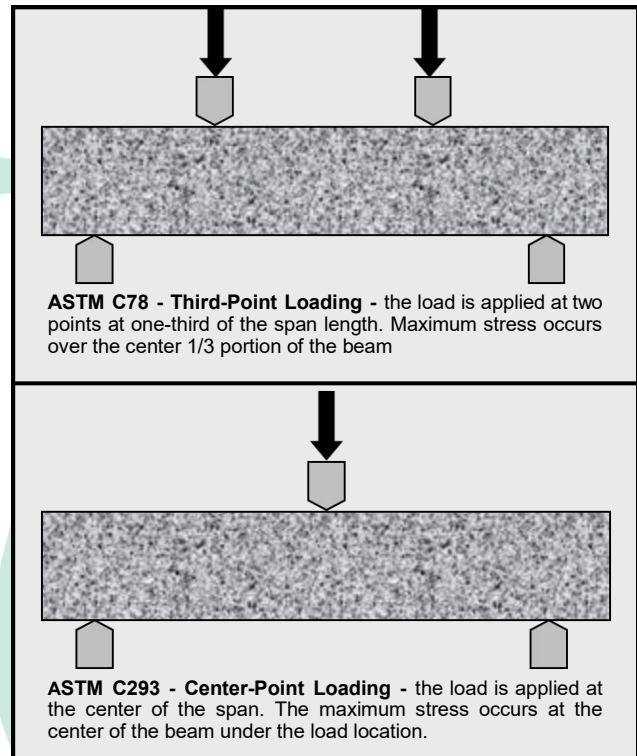 ASTM C78 - Third-Point Loading - the load is applied at two
points at one-third of the span length. Maximum stress occurs
over the center 1/3 portion of the beam
ASTM C293 - Center-Point Loading - the load is applied at
the center of the span. The maximum stress occurs at the
center of the beam under the load location.